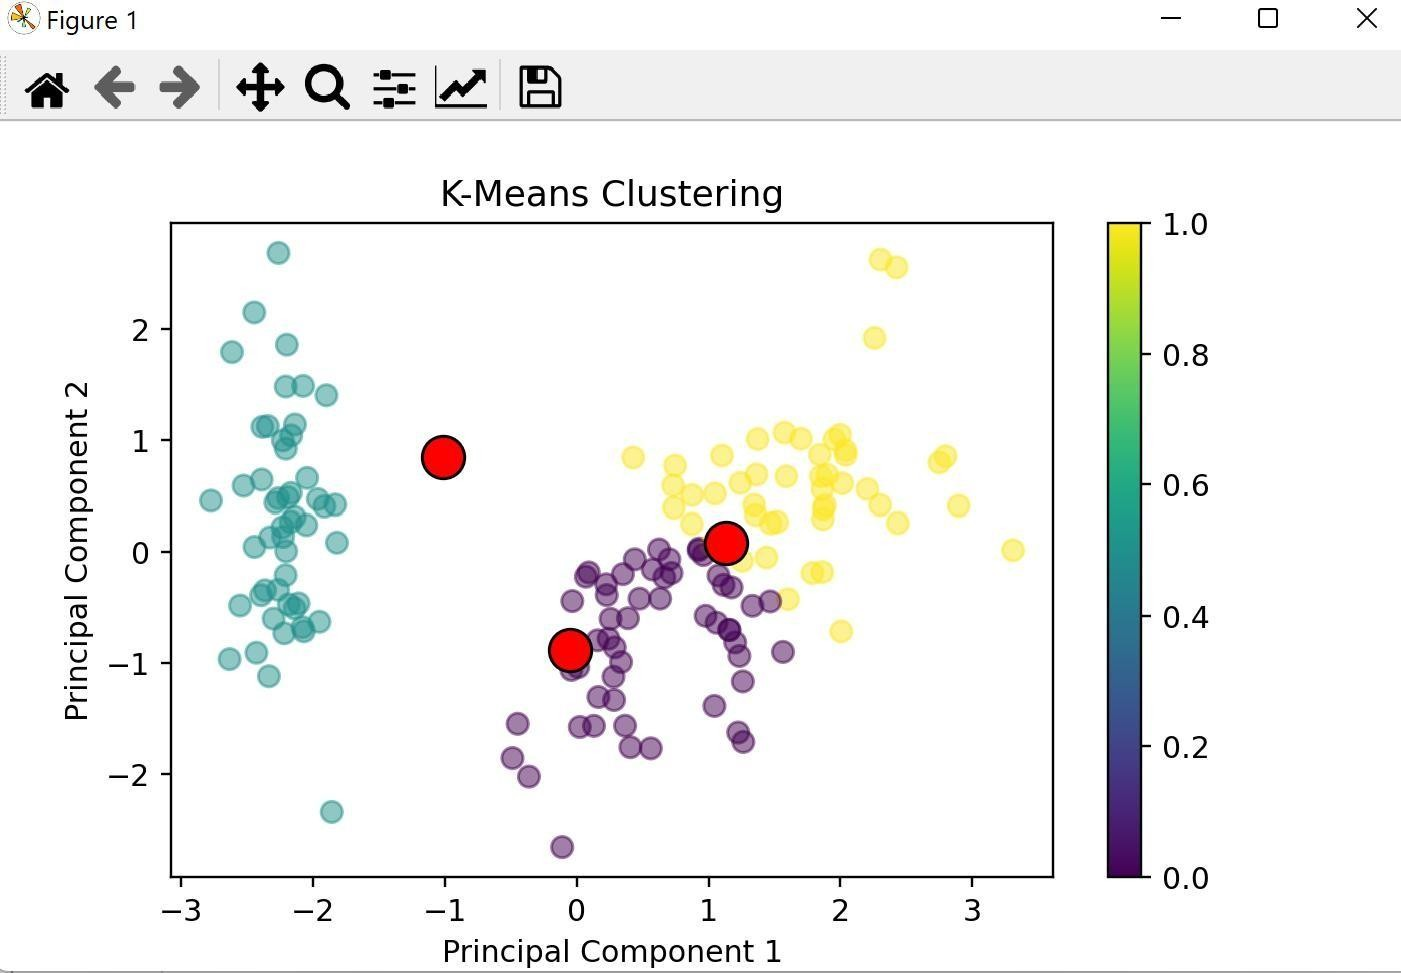 Figure 1
K-Means Clustering
Principal Component 2
2
1
0
−1
−2
−3 −2 −1 0 1 2 3
Principal Component 1
1.0
0.8
0.6
0.4
0.2
0.0